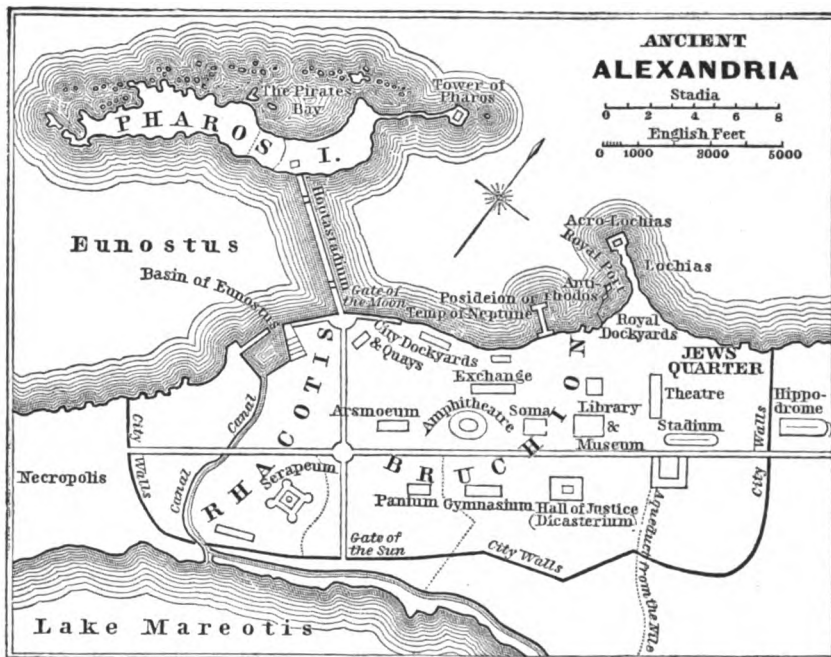 ANCIENT
ALEXANDRIA
Stadia
0 2 4 6 8
English Feet
0 1000 3000 5000
The Pirates
Bay
Tower of
Pharos
PHAROS I.
Heptastadium
Eunostus
Basin of Eunostus
Gate of
the Moon
Acro-Lochias
Royal Port
Lochias
Anti-
rhodos
Posideion or
Temp of Neptune
Royal
Dockyards
City Dockyards
& Quays
JEWS'
QUARTER
Exchange
Theatre
Hippo-
drome
Arsmoeum
Amphitheatre
Soma
Library
&
Museum
Stadium
City Walls
Canal
City Walls
RHACOTIS
BRUCHION
Necropolis
Canal
Serapeum
Panium
Gymnasium
Hall of Justice
(Dicasterium)
Aqueduct from the Nile
Gate of
the Sun
City Walls
Lake Mareotis